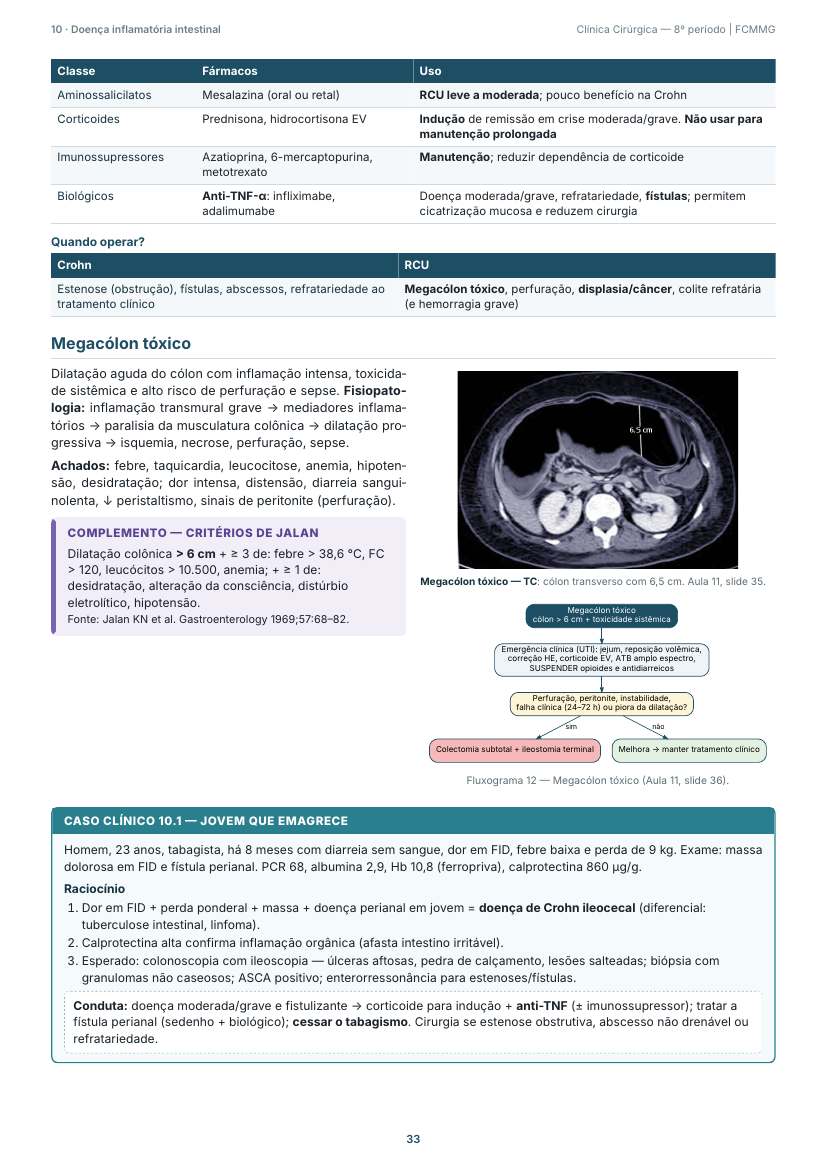 10 · Doença inflamatória intestinal
Clínica Cirúrgica — 8º período | FCMMG
Classe Fármacos Uso
Aminossalicilatos Mesalazina (oral ou retal) RCU leve a moderada; pouco benefício na Crohn
Corticoides Prednisona, hidrocortisona EV Indução de remissão em crise moderada/grave. Não usar para
manutenção prolongada
Imunossupressores Azatioprina, 6-mercaptopurina, Manutenção; reduzir dependência de corticoide
metotrexato
Biológicos Anti-TNF-α: infliximabe, Doença moderada/grave, refratariedade, fístulas; permitem
adalimumabe cicatrização mucosa e reduzem cirurgia
Quando operar?
Crohn RCU
Estenose (obstrução), fístulas, abscessos, refratariedade ao Megacólon tóxico, perfuração, displasia/câncer, colite refratária
tratamento clínico (e hemorragia grave)
Megacólon tóxico
Dilatação aguda do cólon com inflamação intensa, toxicida-
de sistêmica e alto risco de perfuração e sepse. Fisiopato-
logia: inflamação transmural grave → mediadores inflama-
tórios → paralisia da musculatura colônica → dilatação pro-
gressiva → isquemia, necrose, perfuração, sepse.
Achados: febre, taquicardia, leucocitose, anemia, hipoten-
são, desidratação; dor intensa, distensão, diarreia sangui-
nolenta, ↓ peristaltismo, sinais de peritonite (perfuração).
COMPLEMENTO — CRITÉRIOS DE JALAN
Dilatação colônica > 6 cm + ≥ 3 de: febre > 38,6 °C, FC
> 120, leucócitos > 10.500, anemia; + ≥ 1 de:
desidratação, alteração da consciência, distúrbio
eletrolítico, hipotensão.
Fonte: Jalan KN et al. Gastroenterology 1969;57:68–82.
6.5 cm
Megacólon tóxico — TC: cólon transverso com 6,5 cm. Aula 11, slide 35.
Megacólon tóxico
cólon > 6 cm + toxicidade sistêmica
Emergência clínica (UTI): jejum, reposição volêmica,
correção HE, corticoide EV, ATB amplo espectro,
SUSPENDER opioides e antidiarreicos
Perfuração, peritonite, instabilidade,
falha clínica (24–72 h) ou piora da dilatação?
sim não
Colectomia subtotal + ileostomia terminal
Melhora → manter tratamento clínico
Fluxograma 12 — Megacólon tóxico (Aula 11, slide 36).
CASO CLÍNICO 10.1 — JOVEM QUE EMAGRECE
Homem, 23 anos, tabagista, há 8 meses com diarreia sem sangue, dor em FID, febre baixa e perda de 9 kg. Exame: massa
dolorosa em FID e fístula perianal. PCR 68, albumina 2,9, Hb 10,8 (ferropriva), calprotectina 860 µg/g.
Raciocínio
1. Dor em FID + perda ponderal + massa + doença perianal em jovem = doença de Crohn ileocecal (diferencial:
tuberculose intestinal, linfoma).
2. Calprotectina alta confirma inflamação orgânica (afasta intestino irritável).
3. Esperado: colonoscopia com ileoscopia — úlceras aftosas, pedra de calçamento, lesões salteadas; biópsia com
granulomas não caseosos; ASCA positivo; enterorressonância para estenoses/fístulas.
Conduta: doença moderada/grave e fistulizante → corticoide para indução + anti-TNF (± imunossupressor); tratar a
fístula perianal (sedenho + biológico); cessar o tabagismo. Cirurgia se estenose obstrutiva, abscesso não drenável ou
refratariedade.
33